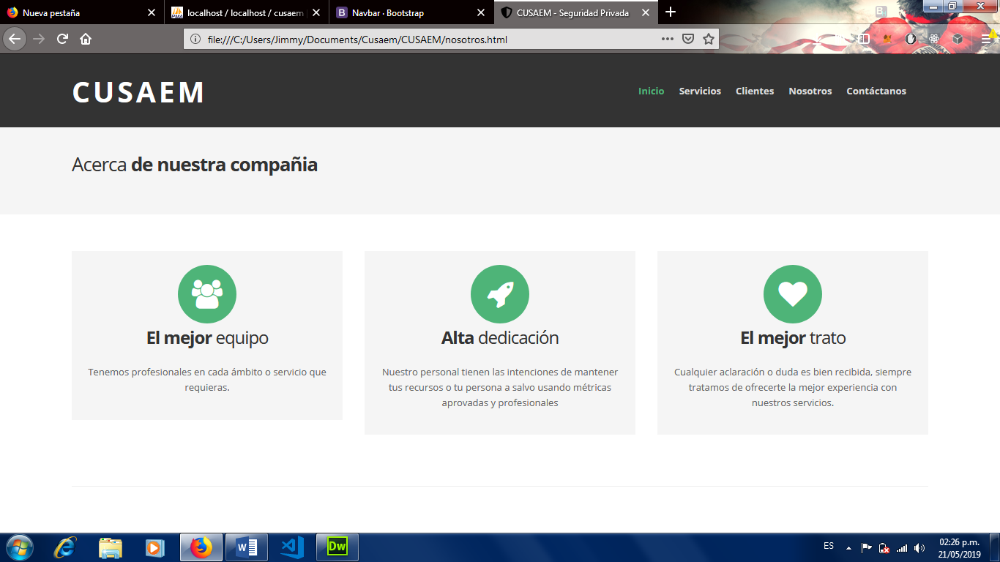 Nueva pestaña
localhost / localhost / cusaem
Navbar · Bootstrap
CUSAEM - Seguridad Privada
file:///C:/Users/Jimmy/Documents/Cusaem/CUSAEM/nosotros.html
CUSAEM
Inicio Servicios Clientes Nosotros Contáctanos
Acerca de nuestra compañia
El mejor equipo
Tenemos profesionales en cada ámbito o servicio que
requieras.
Alta dedicación
Nuestro personal tienen las intenciones de mantener
tus recursos o tu persona a salvo usando métricas
aprovadas y profesionales
El mejor trato
Cualquier aclaración o duda es bien recibida, siempre
tratamos de ofrecerte la mejor experiencia con
nuestros servicios.
Dw
ES
02:26 p.m.
21/05/2019